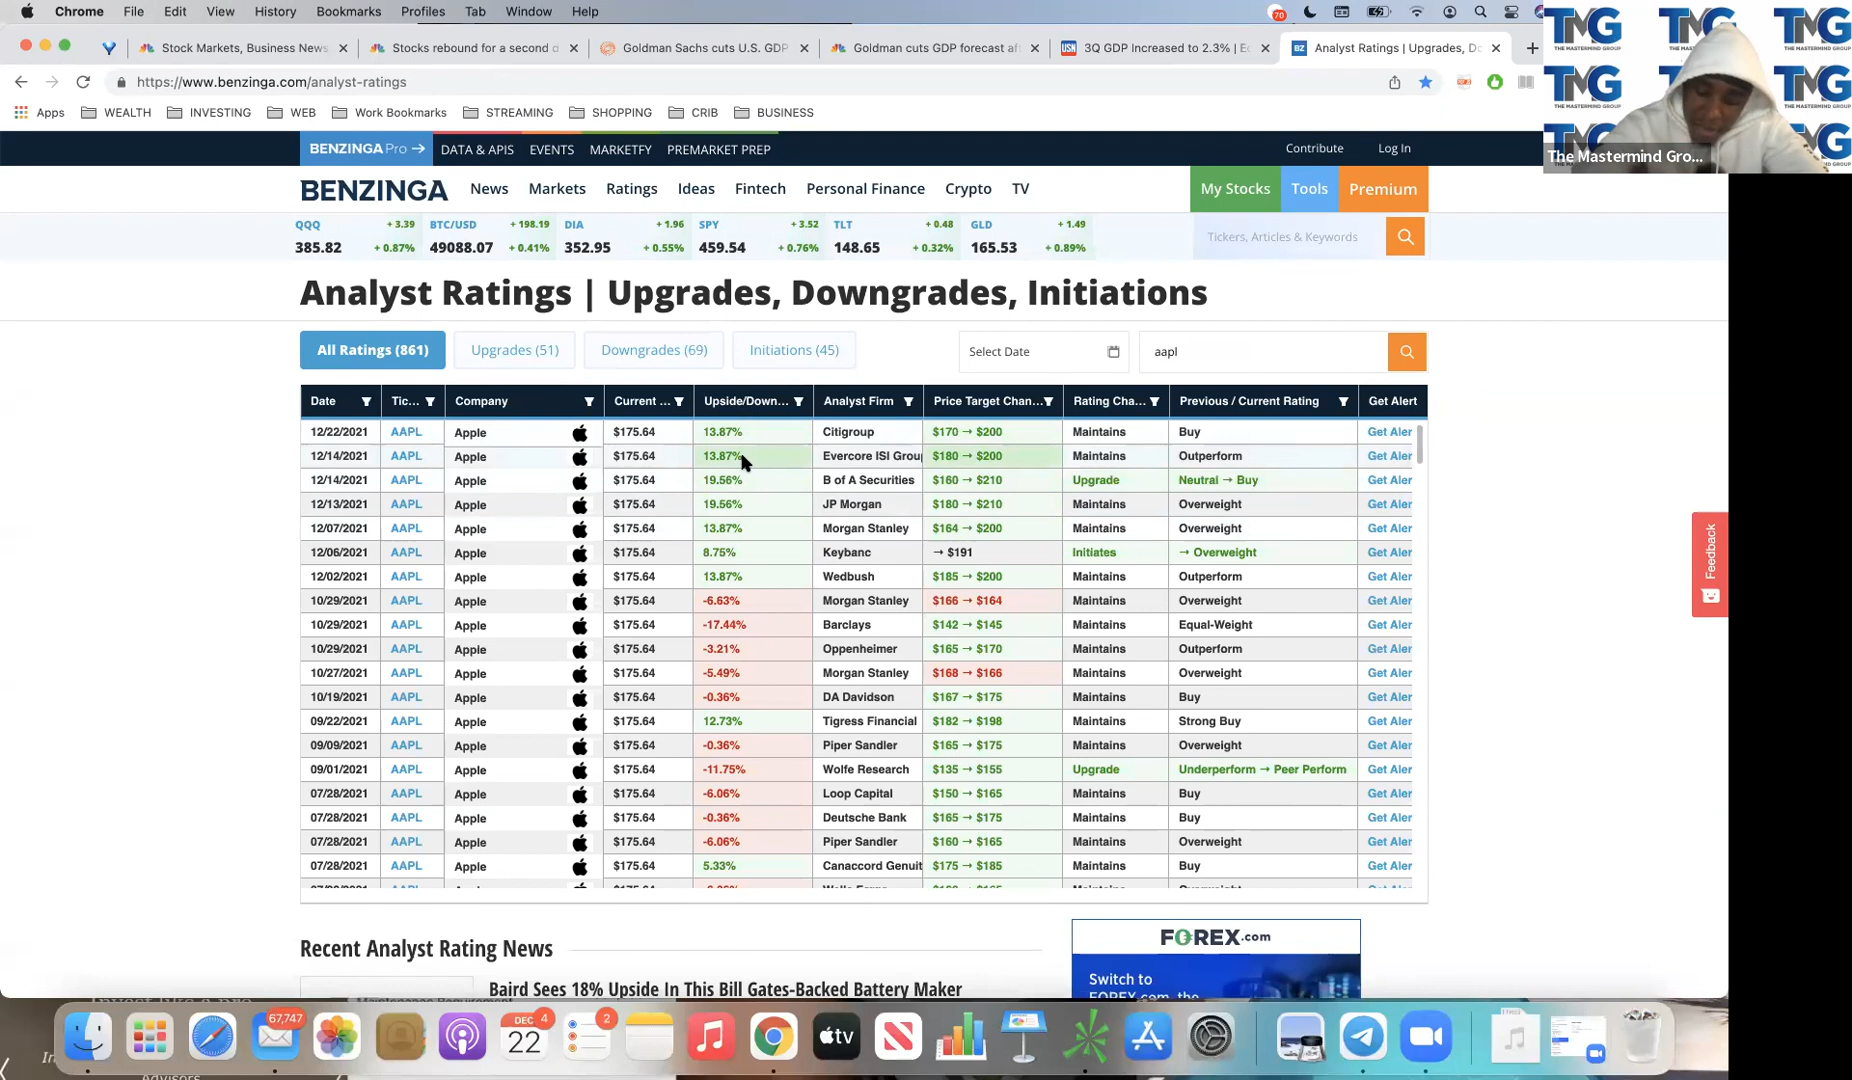 Chrome File Edit View History Bookmarks Profiles Tab Window Help
70
Stock Markets, Business News,
Stocks rebound for a second d
Goldman Sachs cuts U.S. GDP
Goldman cuts GDP forecast aft
3Q GDP Increased to 2.3% | Ec
Analyst Ratings | Upgrades, Do
https://www.benzinga.com/analyst-ratings
Apps WEALTH INVESTING WEB Work Bookmarks STREAMING SHOPPING CRIB BUSINESS
TMG TMG TMG
THE MASTERMIND GROUP
The Mastermind Gro...
BENZINGA Pro DATA & APIS EVENTS MARKETFY PREMARKET PREP Contribute Log In
BENZINGA News Markets Ratings Ideas Fintech Personal Finance Crypto TV My Stocks Tools Premium
QQQ + 3.39 BTC/USD + 198.19 DIA + 1.96 SPY + 3.52 TLT + 0.48 GLD + 1.49
385.82 + 0.87% 49088.07 + 0.41% 352.95 + 0.55% 459.54 + 0.76% 148.65 + 0.32% 165.53 + 0.89% Tickers, Articles & Keywords
Analyst Ratings | Upgrades, Downgrades, Initiations
All Ratings (861) Upgrades (51) Downgrades (69) Initiations (45) Select Date aapl
Date Tic... Company Current ... Upside/Down... Analyst Firm Price Target Chan... Rating Cha... Previous / Current Rating Get Alert
12/22/2021 AAPL Apple $175.64 13.87% Citigroup $170 → $200 Maintains Buy Get Aler
12/14/2021 AAPL Apple $175.64 13.87% Evercore ISI Group $180 → $200 Maintains Outperform Get Aler
12/14/2021 AAPL Apple $175.64 19.56% B of A Securities $160 → $210 Upgrade Neutral → Buy Get Aler
12/13/2021 AAPL Apple $175.64 19.56% JP Morgan $180 → $210 Maintains Overweight Get Aler
12/07/2021 AAPL Apple $175.64 13.87% Morgan Stanley $164 → $200 Maintains Overweight Get Aler
12/06/2021 AAPL Apple $175.64 8.75% Keybanc → $191 Initiates → Overweight Get Aler
12/02/2021 AAPL Apple $175.64 13.87% Wedbush $185 → $200 Maintains Outperform Get Aler
10/29/2021 AAPL Apple $175.64 -6.63% Morgan Stanley $166 → $164 Maintains Overweight Get Aler
10/29/2021 AAPL Apple $175.64 -17.44% Barclays $142 → $145 Maintains Equal-Weight Get Aler
10/29/2021 AAPL Apple $175.64 -3.21% Oppenheimer $165 → $170 Maintains Outperform Get Aler
10/27/2021 AAPL Apple $175.64 -5.49% Morgan Stanley $168 → $166 Maintains Overweight Get Aler
10/19/2021 AAPL Apple $175.64 -0.36% DA Davidson $167 → $175 Maintains Buy Get Aler
09/22/2021 AAPL Apple $175.64 12.73% Tigress Financial $182 → $198 Maintains Strong Buy Get Aler
09/09/2021 AAPL Apple $175.64 -0.36% Piper Sandler $165 → $175 Maintains Overweight Get Aler
09/01/2021 AAPL Apple $175.64 -11.75% Wolfe Research $135 → $155 Upgrade Underperform → Peer Perform Get Aler
07/28/2021 AAPL Apple $175.64 -6.06% Loop Capital $150 → $165 Maintains Buy Get Aler
07/28/2021 AAPL Apple $175.64 -0.36% Deutsche Bank $165 → $175 Maintains Buy Get Aler
07/28/2021 AAPL Apple $175.64 -6.06% Piper Sandler $160 → $165 Maintains Overweight Get Aler
07/28/2021 AAPL Apple $175.64 5.33% Canaccord Genuit $175 → $185 Maintains Buy Get Aler
Feedback
Recent Analyst Rating News
FOREX.com
Baird Sees 18% Upside In This Bill Gates-Backed Battery Maker
Switch to
FOREX.com, the
67,747
DEC 4
22
2
tv
Advisors